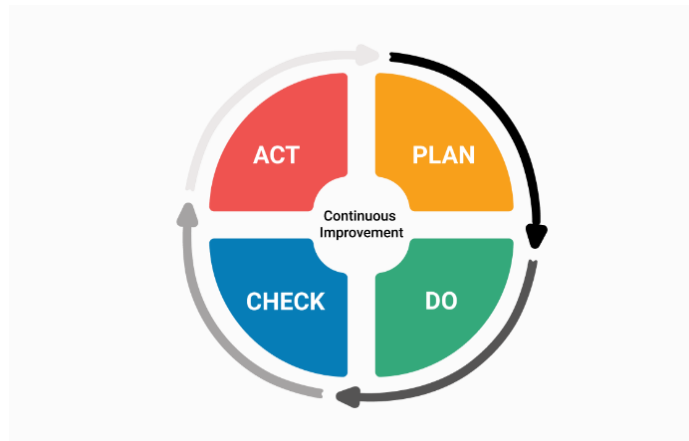 ACT
PLAN
Continuous
Improvement
CHECK
DO